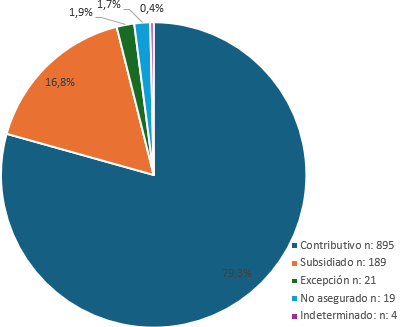 1,7%
0,4%
1,9%
16,8%
79,3%
Contributivo n: 895
Subsidiado n: 189
Excepción n: 21
No asegurado n: 19
Indeterminado: n: 4